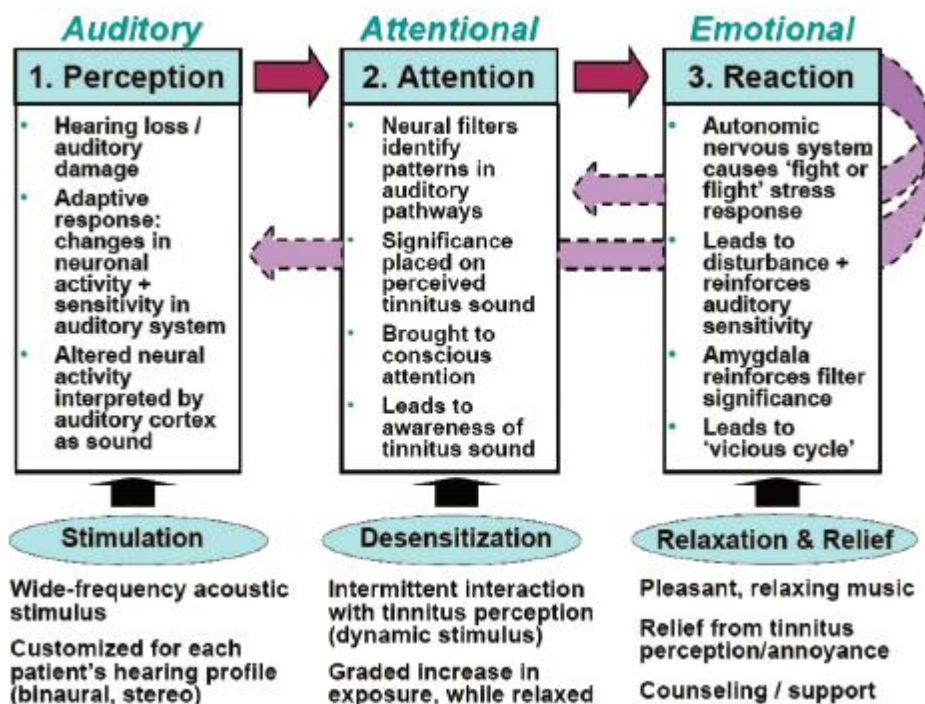 Auditory
Attentional
Emotional
1. Perception
2. Attention
3. Reaction
• Hearing loss /
auditory
damage
• Adaptive
response:
changes in
neuronal
activity +
sensitivity in
auditory system
• Altered neural
activity
interpreted by
auditory cortex
as sound
• Neural filters
identify
patterns in
auditory
pathways
• Significance
placed on
perceived
tinnitus sound
• Brought to
conscious
attention
• Leads to
awareness of
tinnitus sound
• Autonomic
nervous system
causes ‘fight or
flight’ stress
response
• Leads to
disturbance +
reinforces
auditory
sensitivity
• Amygdala
reinforces filter
significance
• Leads to
‘vicious cycle’
Stimulation
Desensitization
Relaxation & Relief
Wide-frequency acoustic
stimulus
Customized for each
patient’s hearing profile
(binaural, stereo)
Intermittent interaction
with tinnitus perception
(dynamic stimulus)
Graded increase in
exposure, while relaxed
Pleasant, relaxing music
Relief from tinnitus
perception/annoyance
Counseling / support